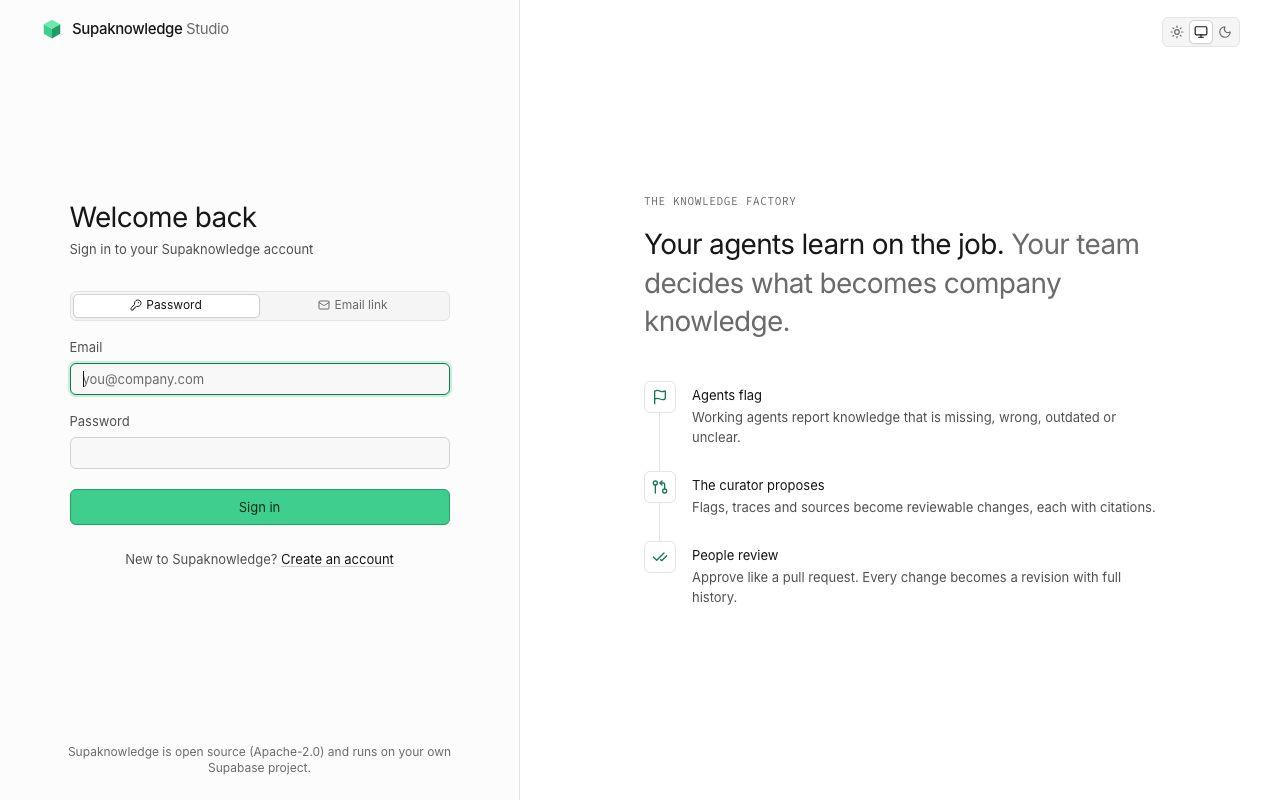 Supaknowledge Studio
Welcome back
Sign in to your Supaknowledge account
Password
Email link
Email
you@company.com
Password
Sign in
New to Supaknowledge? Create an account
Supaknowledge is open source (Apache-2.0) and runs on your own
Supabase project.
THE KNOWLEDGE FACTORY
Your agents learn on the job. Your team
decides what becomes company
knowledge.
Agents flag
Working agents report knowledge that is missing, wrong, outdated or
unclear.
The curator proposes
Flags, traces and sources become reviewable changes, each with citations.
People review
Approve like a pull request. Every change becomes a revision with full
history.